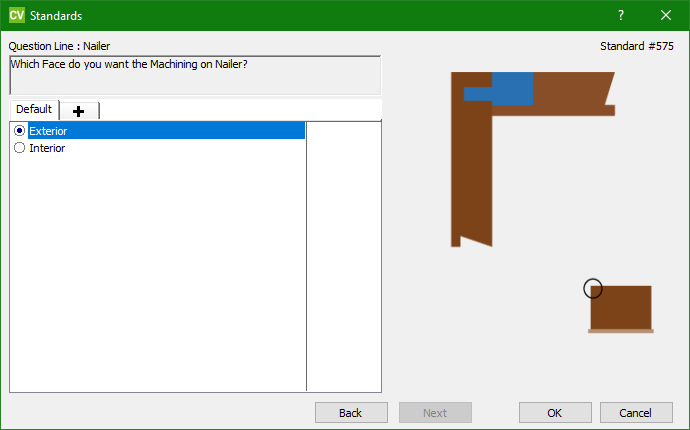 CV Standards
Question Line : Nailer
Standard #575
Which Face do you want the Machining on Nailer?
Default
Exterior
Interior
Back
Next
OK
Cancel